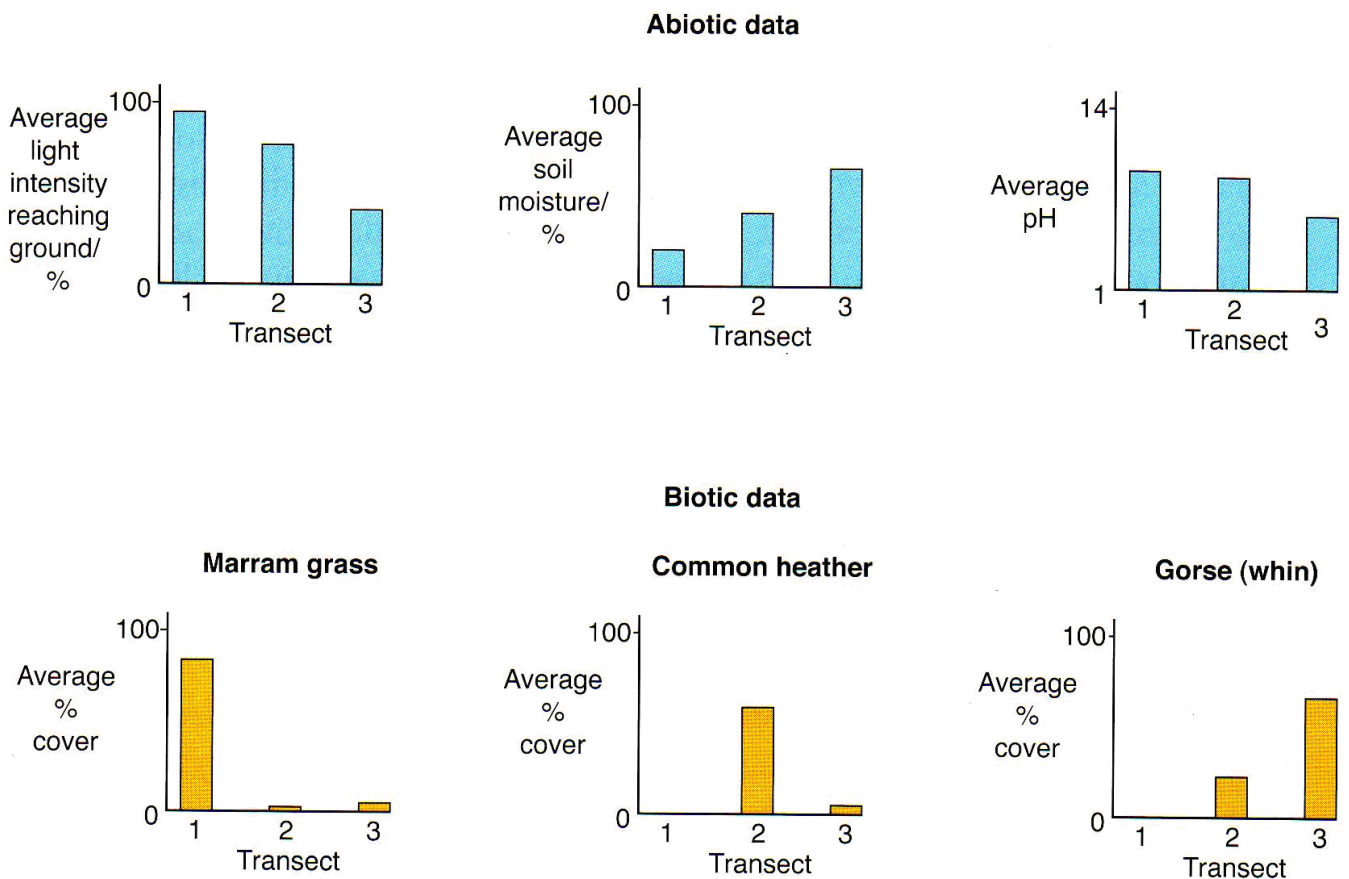 Abiotic data
100
Average
light
intensity
reaching
ground/
%
0
1 2 3
Transect
100
Average
soil
moisture/
%
0
1 2 3
Transect
14
Average
pH
1
1 2 3
Transect
Biotic data
Marram grass
100
Average
%
cover
0
1 2 3
Transect
Common heather
100
Average
%
cover
0
1 2 3
Transect
Gorse (whin)
100
Average
%
cover
0
1 2 3
Transect